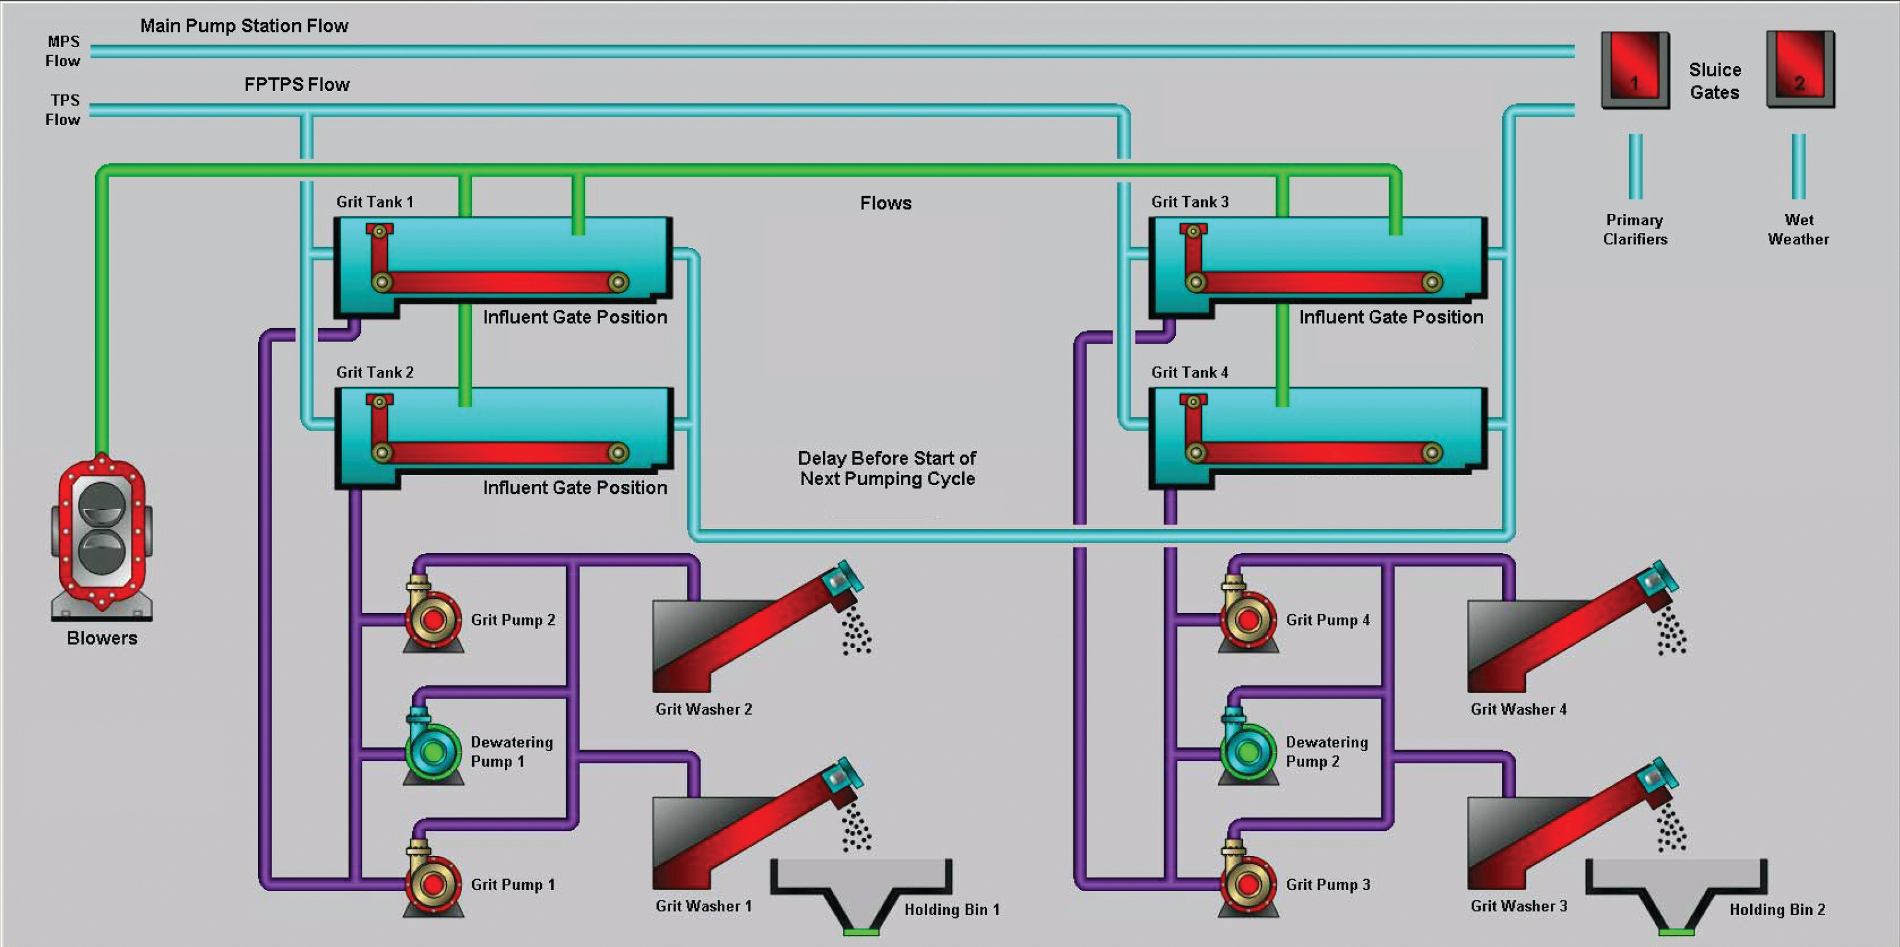 Main Pump Station Flow
MPS
Flow
FPTPS Flow
TPS
Flow
1
Sluice
Gates
2
Primary
Clarifiers
Wet
Weather
Grit Tank 1
Flows
Grit Tank 3
Influent Gate Position
Influent Gate Position
Grit Tank 2
Grit Tank 4
Delay Before Start of
Next Pumping Cycle
Influent Gate Position
Influent Gate Position
Blowers
Grit Pump 2
Grit Pump 4
Grit Washer 2
Grit Washer 4
Dewatering
Pump 1
Dewatering
Pump 2
Grit Pump 1
Grit Pump 3
Grit Washer 1
Holding Bin 1
Grit Washer 3
Holding Bin 2